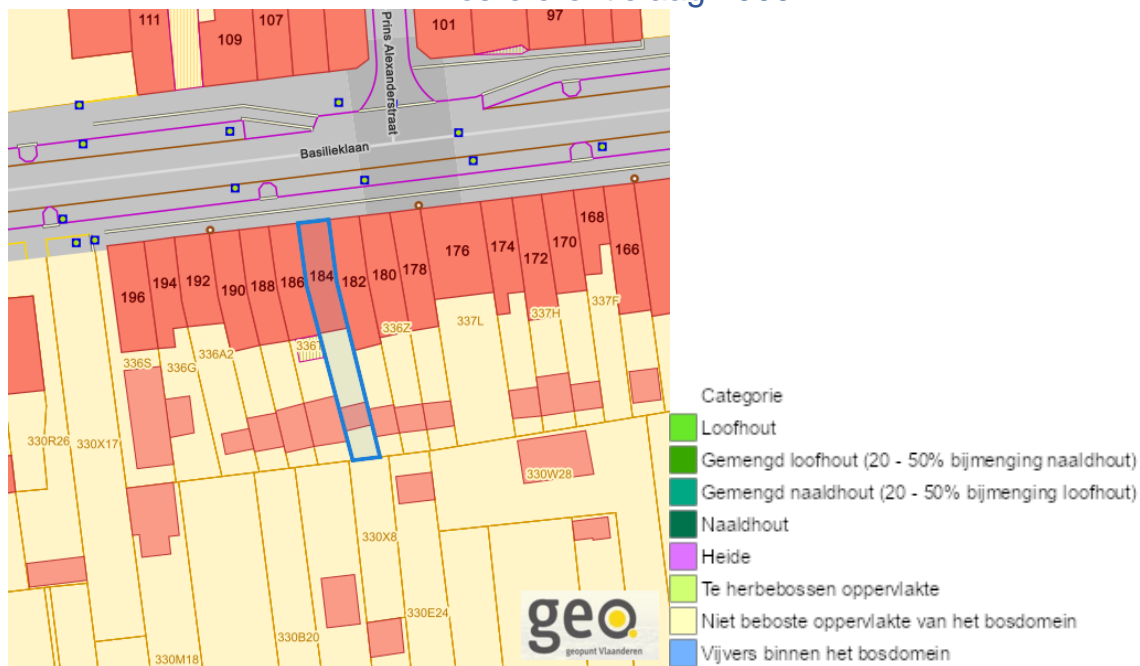 111
107
109
101
97
Prins Alexanderstraat
Basilieklaan
196
194
192
190
188
186
184
182
180
178
176
174
172
170
168
166
336S
336G
336A2
336T
336Z
337L
337H
337F
330R26
330X17
330W28
330X8
330E24
330B20
330M18
geo.
geopunt Vlaanderen
Categorie
Loofhout
Gemengd loofhout (20 - 50% bijmenging naaldhout)
Gemengd naaldhout (20 - 50% bijmenging loofhout)
Naaldhout
Heide
Te herbebossen oppervlakte
Niet beboste oppervlakte van het bosdomein
Vijvers binnen het bosdomein